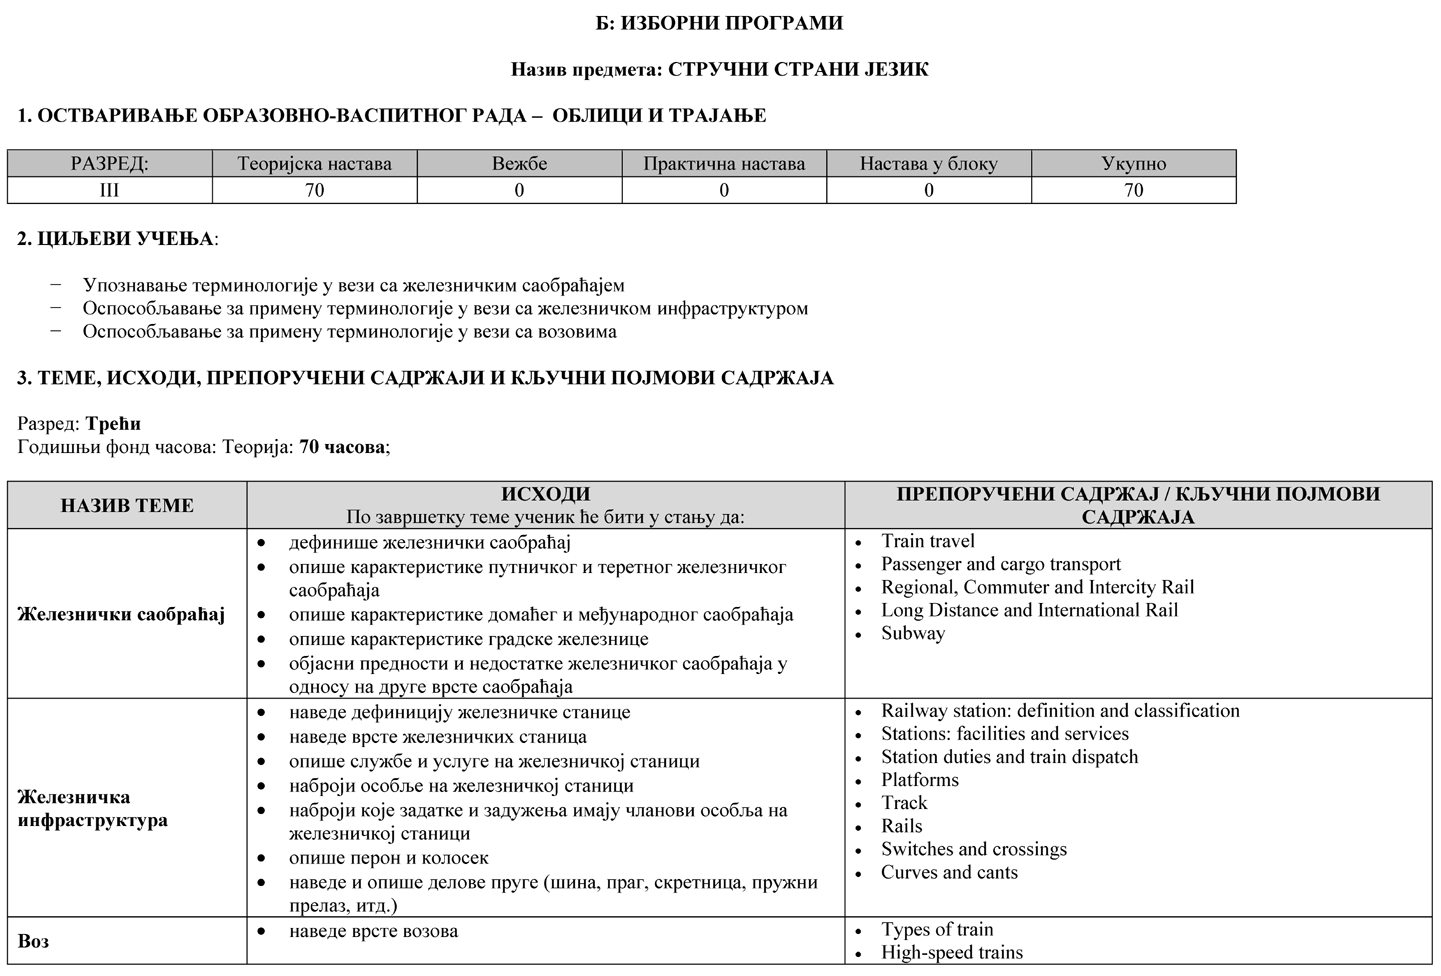 Б: ИЗБОРНИ ПРОГРАМИ
Назив предмета: СТРУЧНИ СТРАНИ ЈЕЗИК
1. ОСТВАРИВАЊЕ ОБРАЗОВНО-ВАСПИТНОГ РАДА – ОБЛИЦИ И ТРАЈАЊЕ
РАЗРЕД: Теоријска настава Вежбе Практична настава Настава у блоку Укупно
III 70 0 0 0 70
2. ЦИЉЕВИ УЧЕЊА:
− Упознавање терминологије у вези са железничким саобраћајем
− Оспособљавање за примену терминологије у вези са железничком инфраструктуром
− Оспособљавање за примену терминологије у вези са возовима
3. ТЕМЕ, ИСХОДИ, ПРЕПОРУЧЕНИ САДРЖАЈИ И КЉУЧНИ ПОЈМОВИ САДРЖАЈА
Разред: Трећи
Годишњи фонд часова: Теорија: 70 часова;
НАЗИВ ТЕМЕ
ИСХОДИ
По завршетку теме ученик ће бити у стању да:
ПРЕПОРУЧЕНИ САДРЖАЈ / КЉУЧНИ ПОЈМОВИ
САДРЖАЈА
Железнички саобраћај
• дефинише железнички саобраћај
• опише карактеристике путничког и теретног железничког
саобраћаја
• опише карактеристике домаћег и међународног саобраћаја
• опише карактеристике градске железнице
• објасни предности и недостатке железничког саобраћаја у
односу на друге врсте саобраћаја
• Train travel
• Passenger and cargo transport
• Regional, Commuter and Intercity Rail
• Long Distance and International Rail
• Subway
Железничка
инфраструктура
• наведе дефиницију железничке станице
• наведе врсте железничких станица
• опише службе и услуге на железничкој станици
• наброји особље на железничкој станици
• наброји које задатке и задужења имају чланови особља на
железничкој станици
• опише перон и колосек
• наведе и опише делове пруге (шина, праг, скретница, пружни
прелаз, итд.)
• Railway station: definition and classification
• Stations: facilities and services
• Station duties and train dispatch
• Platforms
• Track
• Rails
• Switches and crossings
• Curves and cants
Воз
• наведе врсте возова
• Types of train
• High-speed trains